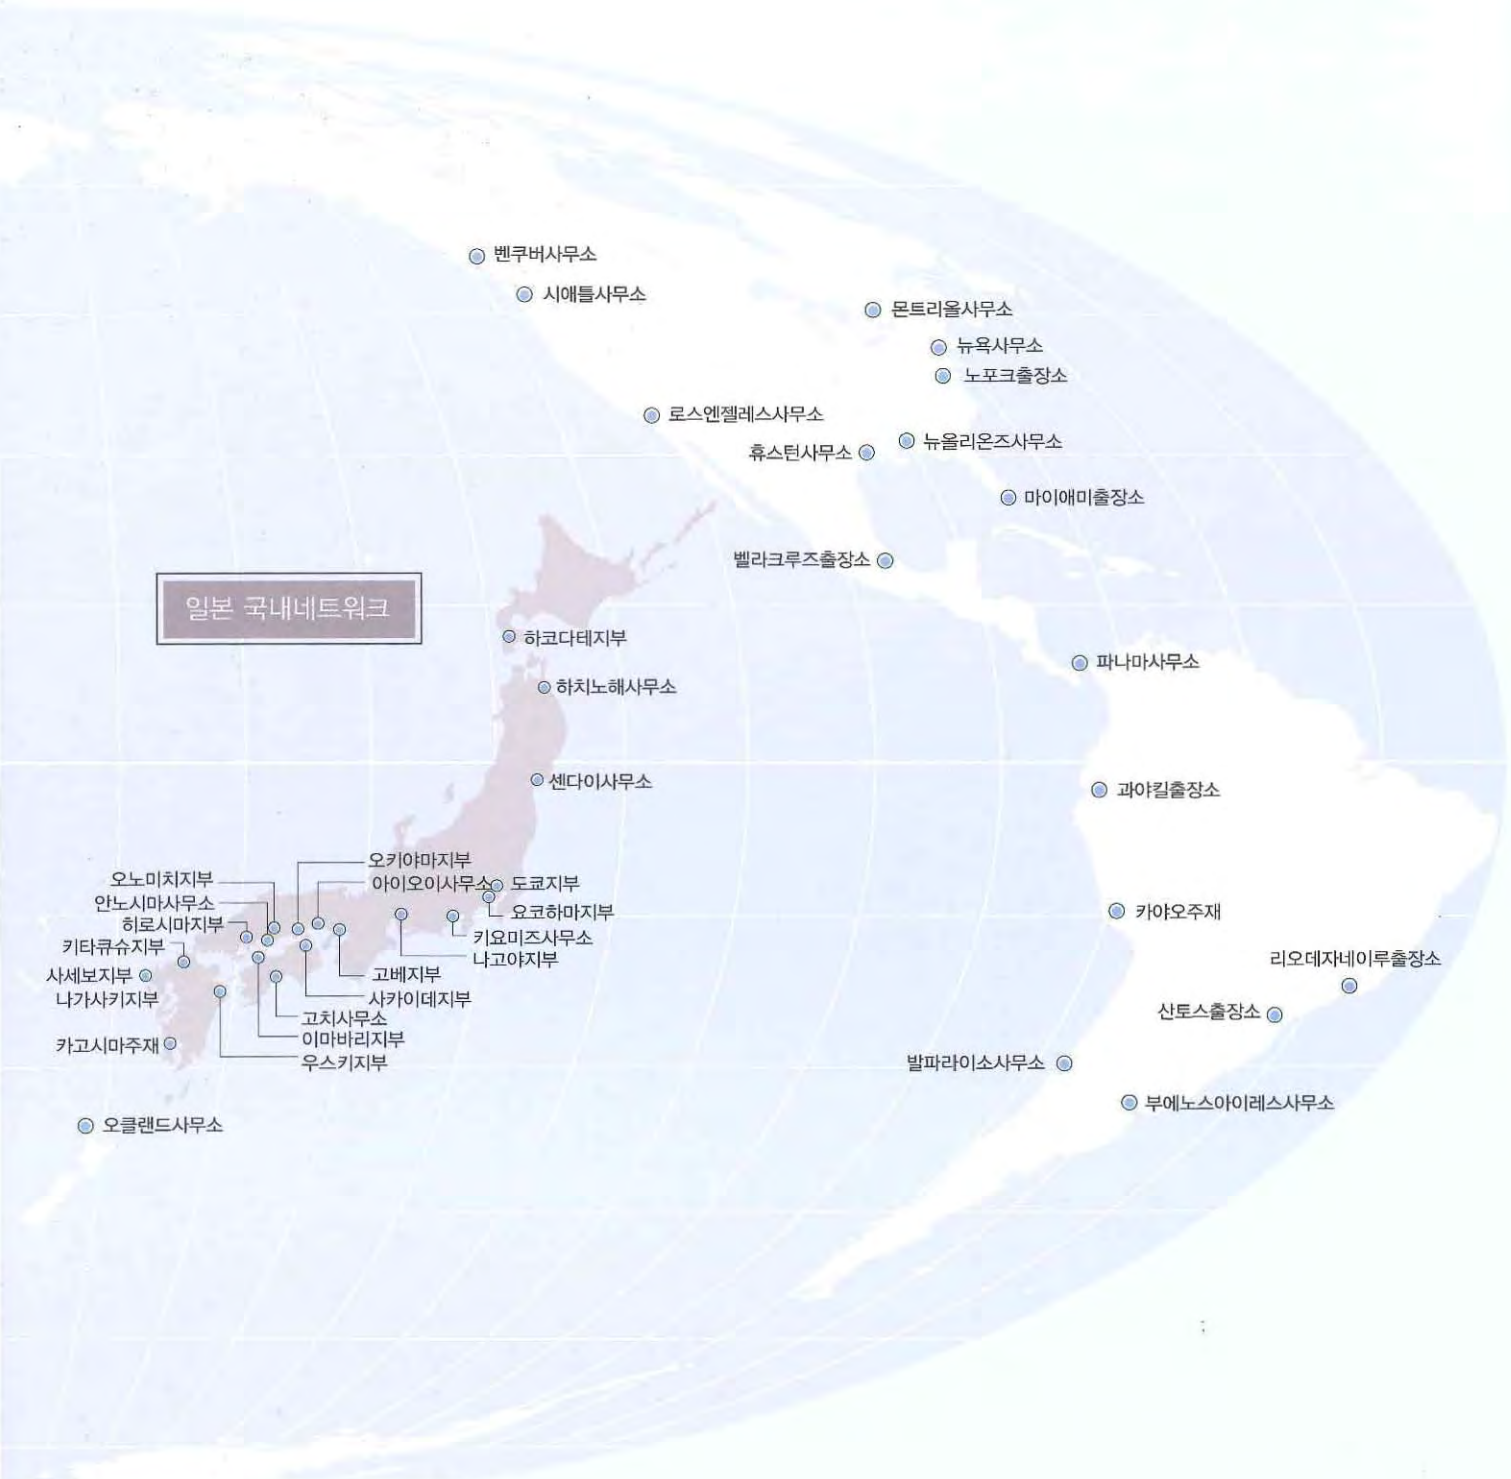 벤쿠버사무소
시애틀사무소
몬트리올사무소
뉴욕사무소
노포크출장소
로스엔젤레스사무소
뉴올리온즈사무소
휴스턴사무소
마이애미출장소
벨라크루즈출장소
일본 국내네트워크
하코다테지부
파나마사무소
하치노해사무소
센다이사무소
과야킬출장소
오키야마지부
오노미치지부
아이오이사무소
도쿄지부
안노시마사무소
요코하마지부
카야오주재
히로시마지부
키요미즈사무소
키타큐슈지부
나고야지부
리오데자네이루출장소
사세보지부
고베지부
나가사키지부
사카이데지부
산토스출장소
고치사무소
이마바리지부
카고시마주재
우스키지부
발파라이소사무소
부에노스아이레스사무소
오클랜드사무소